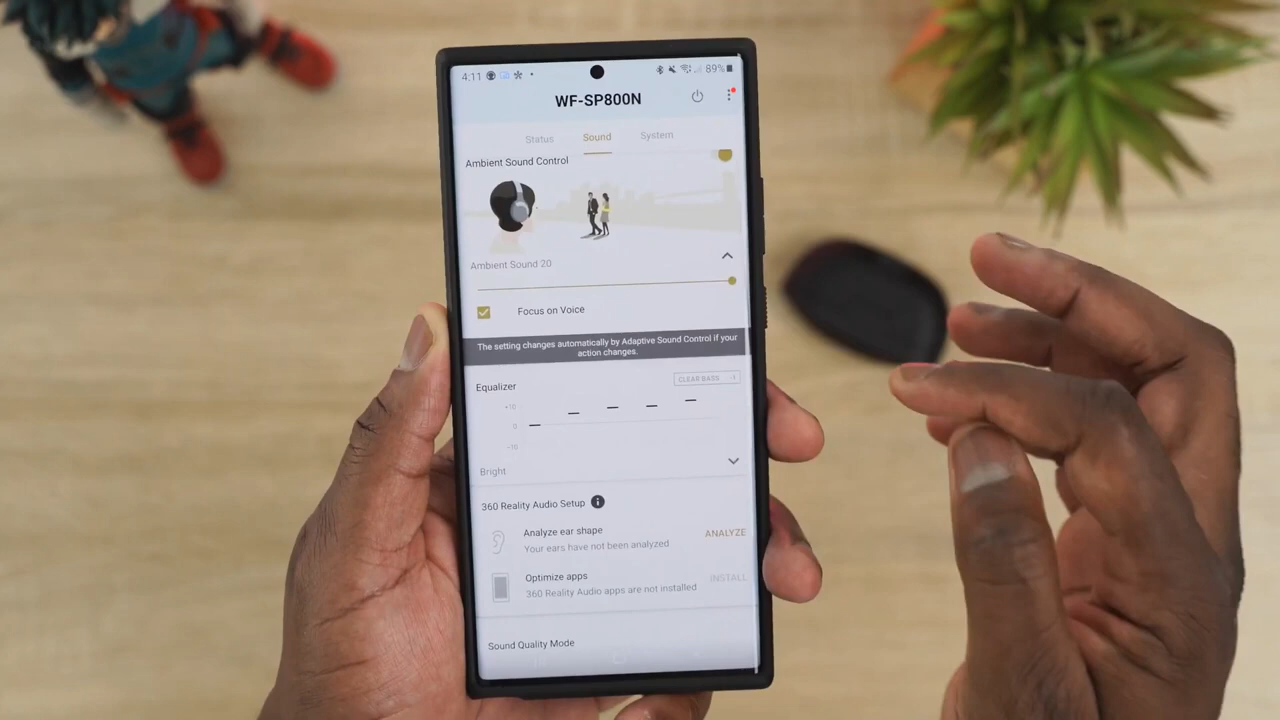 4:11 89%
WF-SP800N
Status Sound System
Ambient Sound Control
Ambient Sound 20
Focus on Voice
The setting changes automatically by Adaptive Sound Control if your
action changes.
Equalizer CLEAR BASS
+10
0
-10
Bright
360 Reality Audio Setup
Analyze ear shape ANALYZE
Your ears have not been analyzed
Optimize apps INSTALL
360 Reality Audio apps are not installed
Sound Quality Mode